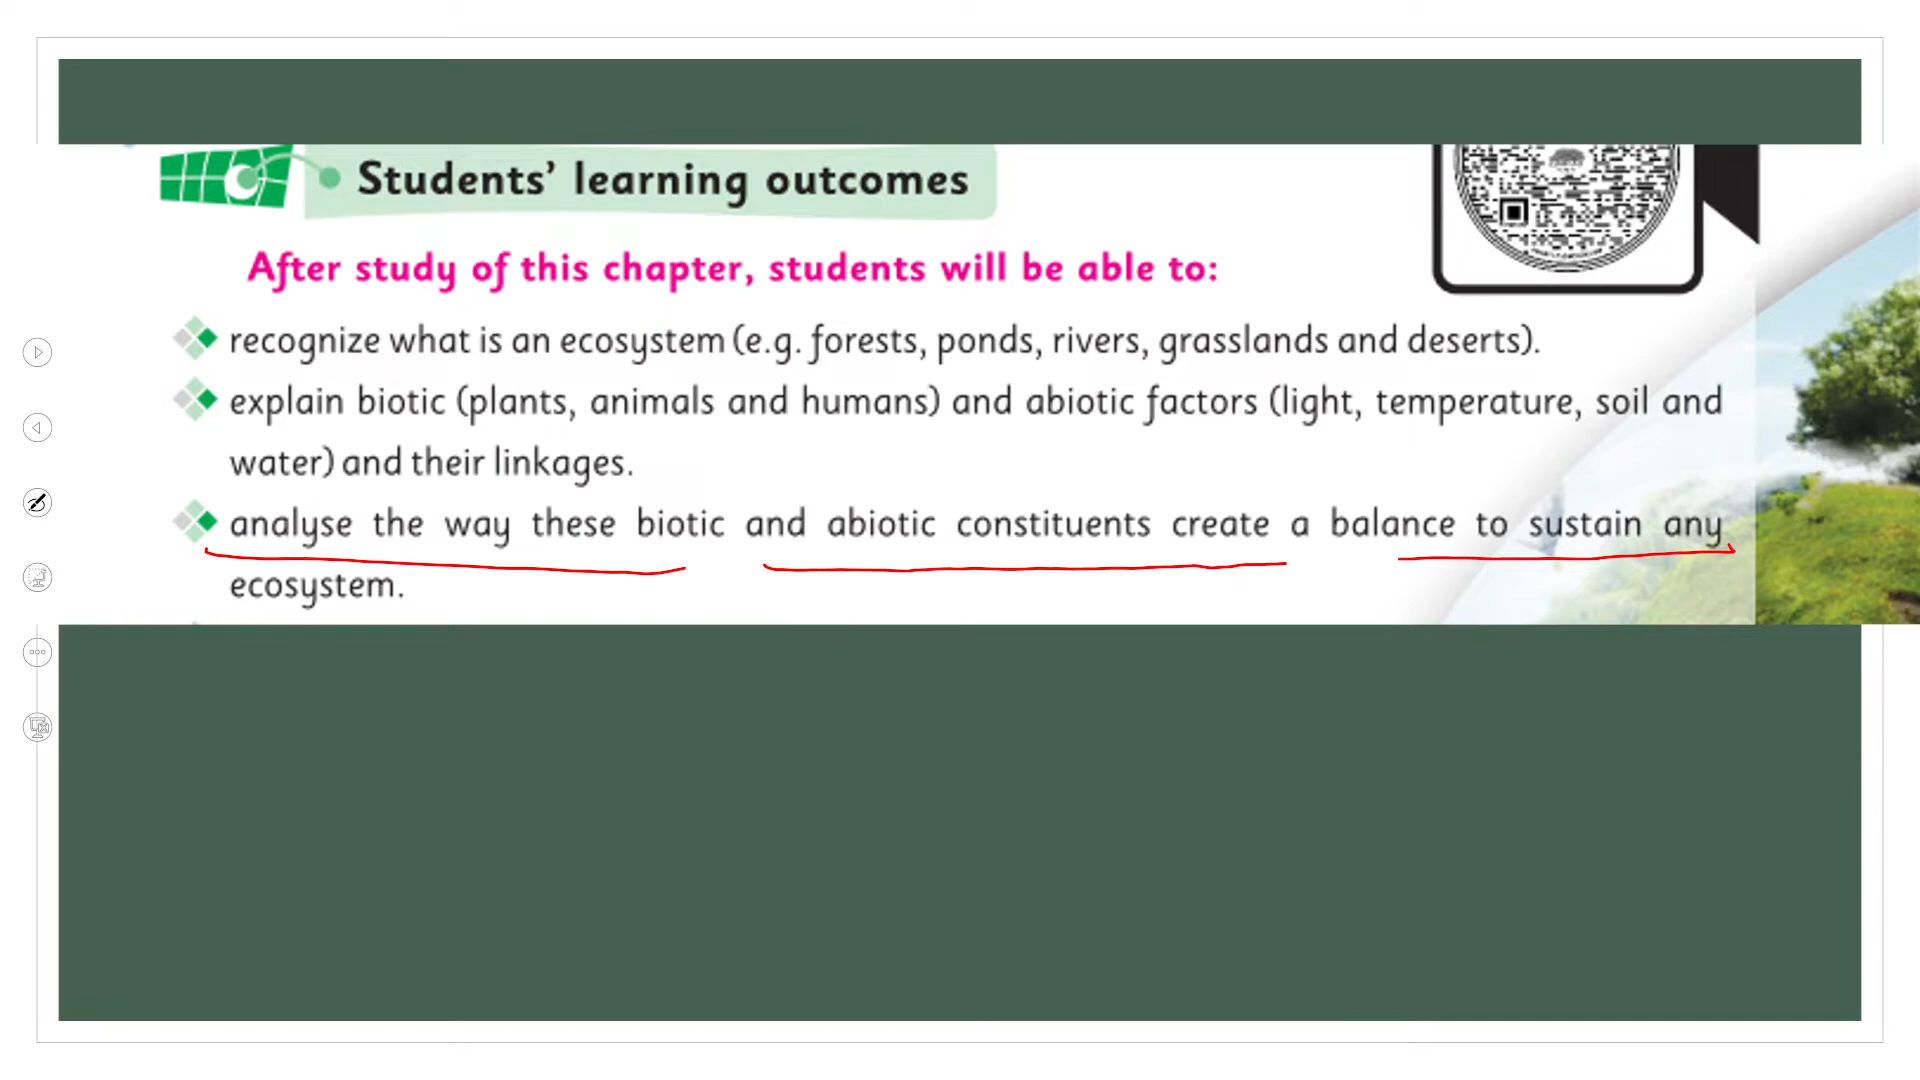 Students’ learning outcomes
After study of this chapter, students will be able to:
recognize what is an ecosystem (e.g. forests, ponds, rivers, grasslands and deserts).
explain biotic (plants, animals and humans) and abiotic factors (light, temperature, soil and
water) and their linkages.
analyse the way these biotic and abiotic constituents create a balance to sustain any
ecosystem.